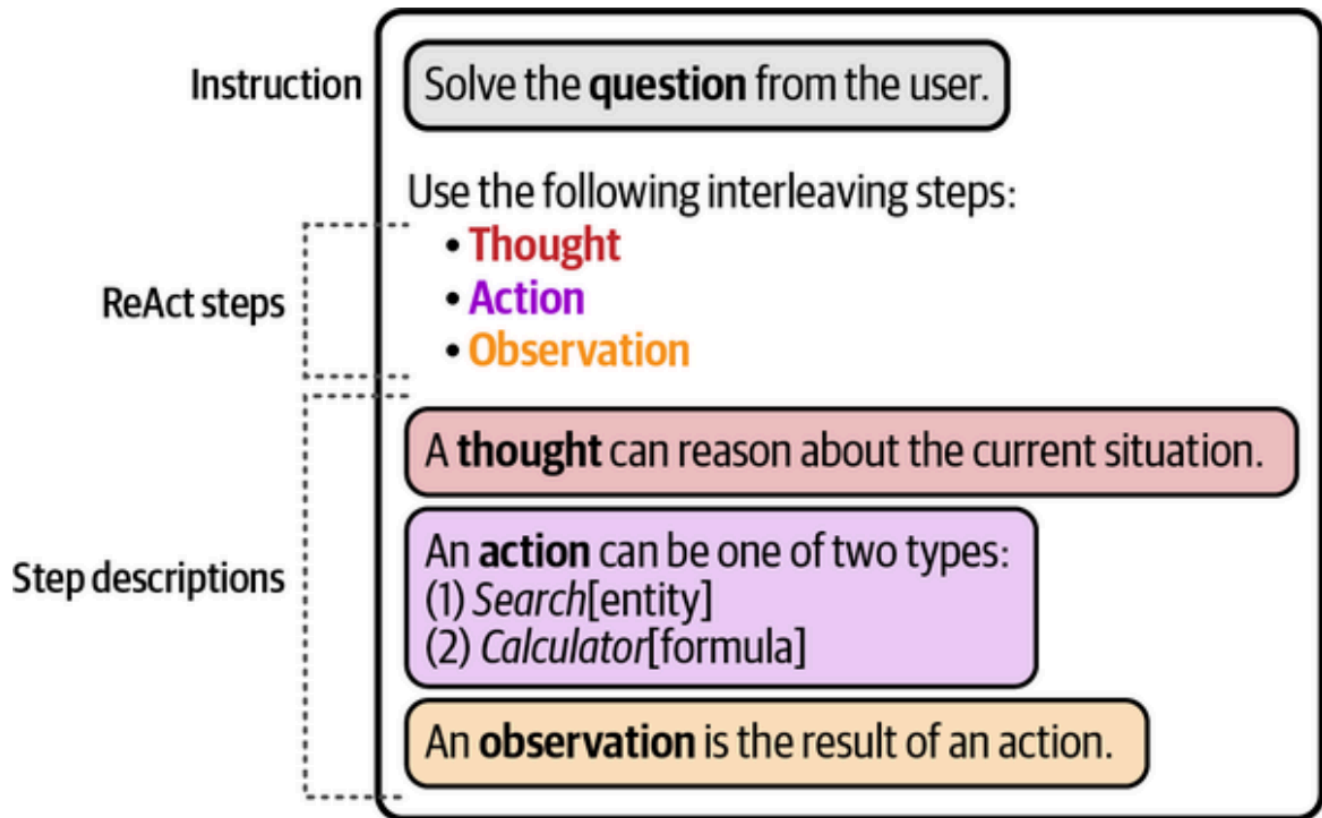 Instruction
Solve the question from the user.
Use the following interleaving steps:
ReAct steps
• Thought
• Action
• Observation
Step descriptions
A thought can reason about the current situation.
An action can be one of two types:
(1) Search[entity]
(2) Calculator[formula]
An observation is the result of an action.